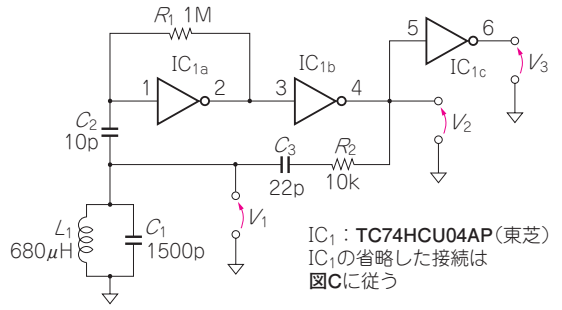 R1 1M
IC1a
1
2
IC1b
3
4
5
6
IC1c
V3
V2
C2
10p
C3
22p
R2
10k
V1
L1
680μH
C1
1500p
IC1：TC74HCU04AP(東芝)
IC1の省略した接続は
図Cに従う